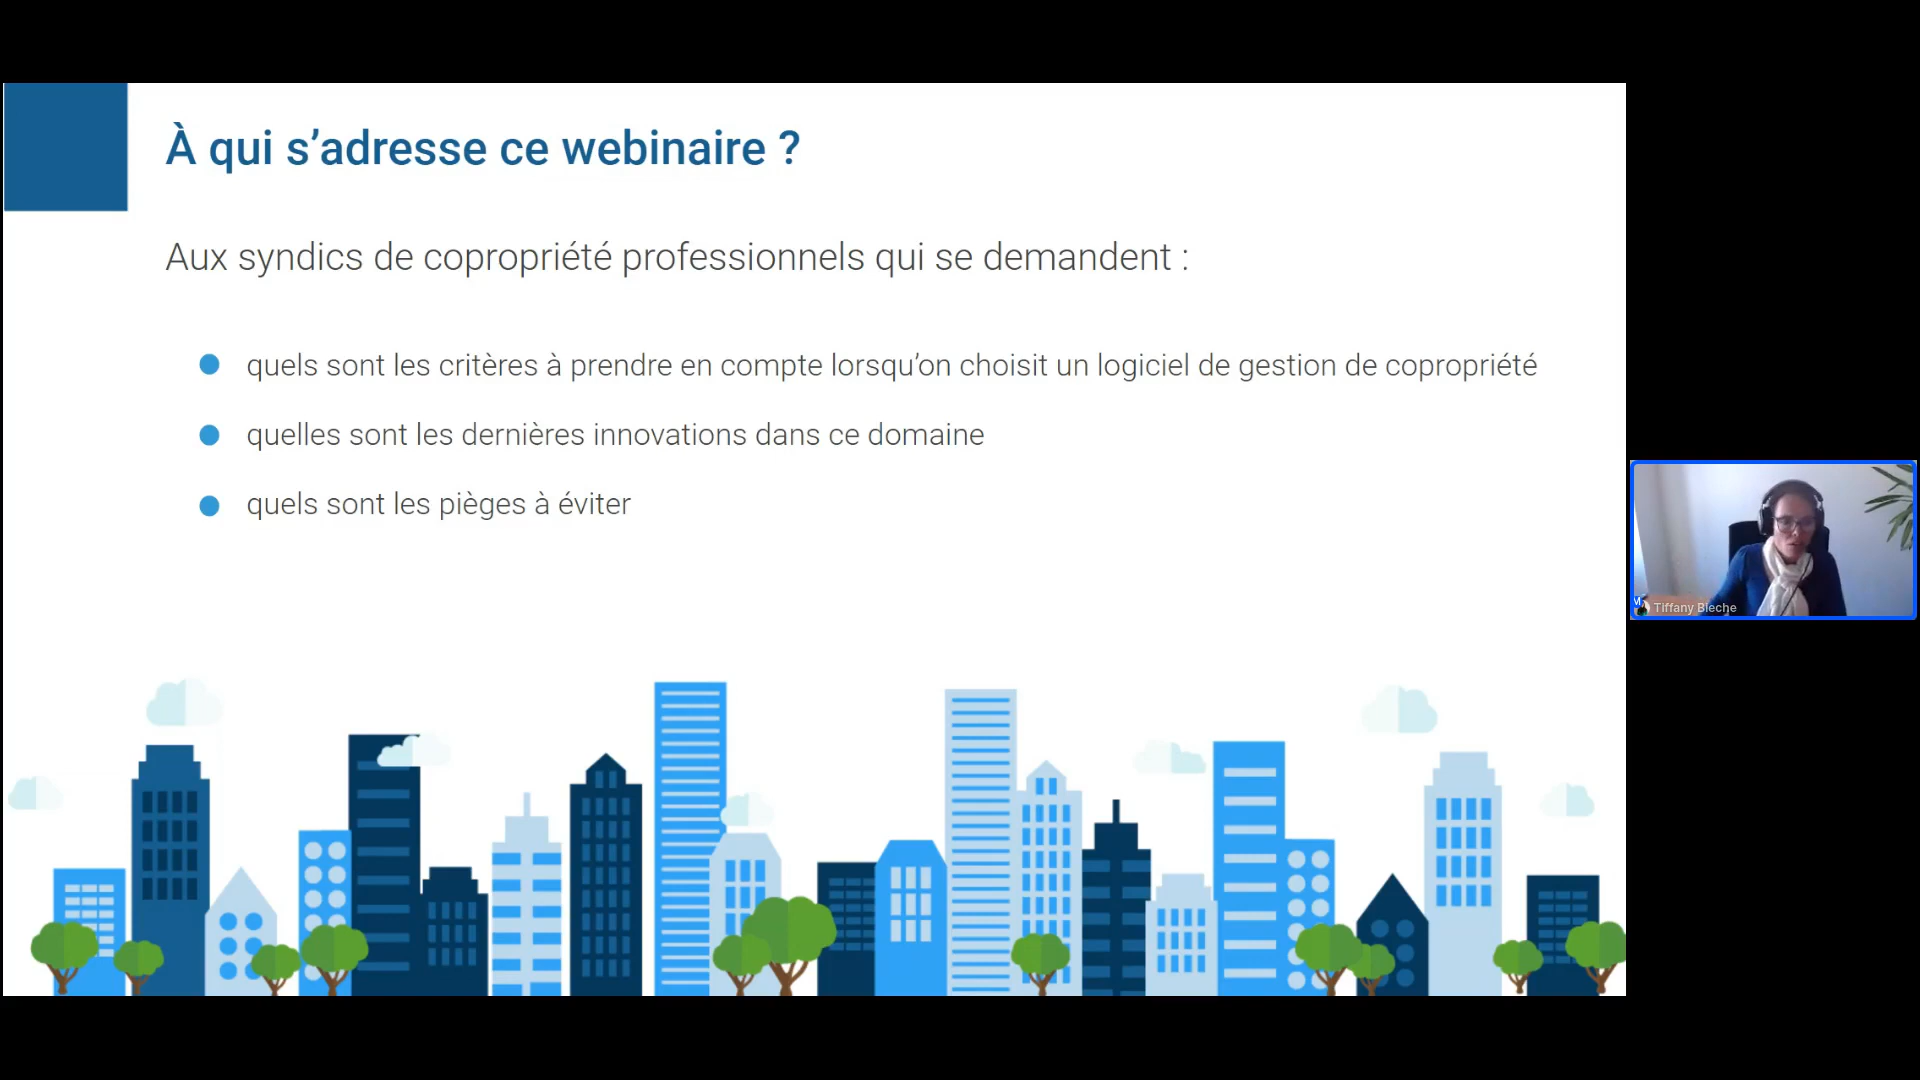 À qui s’adresse ce webinaire ?
Aux syndics de copropriété professionnels qui se demandent :
quels sont les critères à prendre en compte lorsqu’on choisit un logiciel de gestion de copropriété
quelles sont les dernières innovations dans ce domaine
quels sont les pièges à éviter
Tiffany Bleche